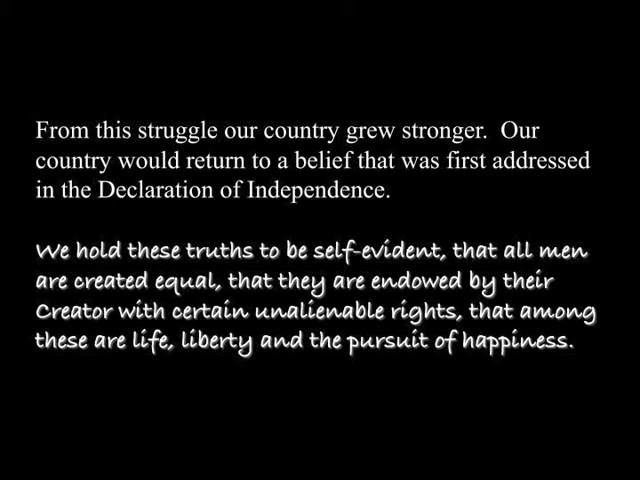 From this struggle our country grew stronger.  Our
country would return to a belief that was first addressed
in the Declaration of Independence.
We hold these truths to be self-evident, that all men
are created equal, that they are endowed by their
Creator with certain unalienable rights, that among
these are life, liberty and the pursuit of happiness.